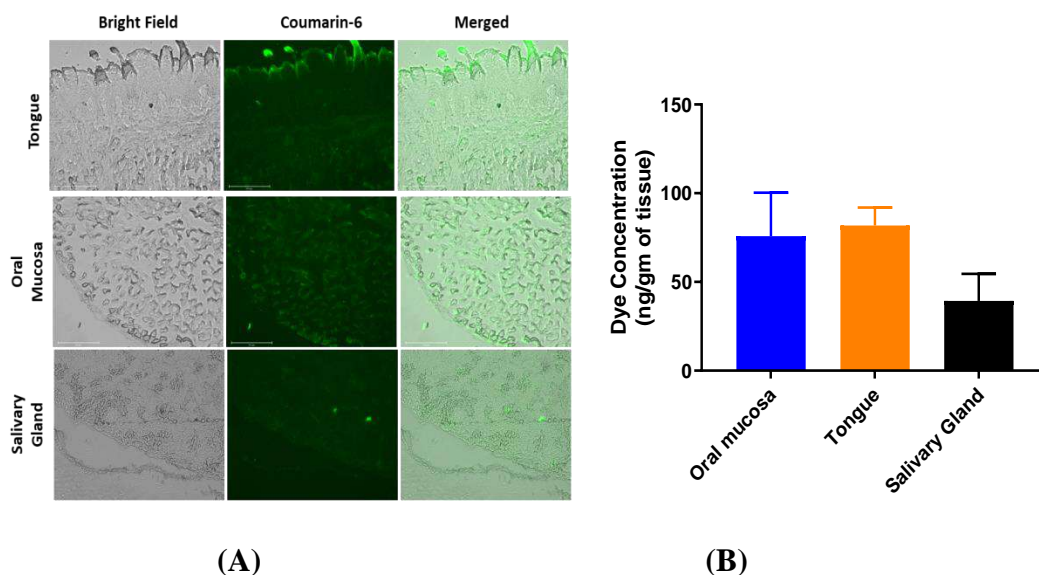 Bright Field
Coumarin-6
Merged
Tongue
Oral
Mucosa
Salivary
Gland
(A)
Dye Concentration
(ng/gm of tissue)
150
100
50
0
Oral mucosa
Tongue
Salivary Gland
(B)